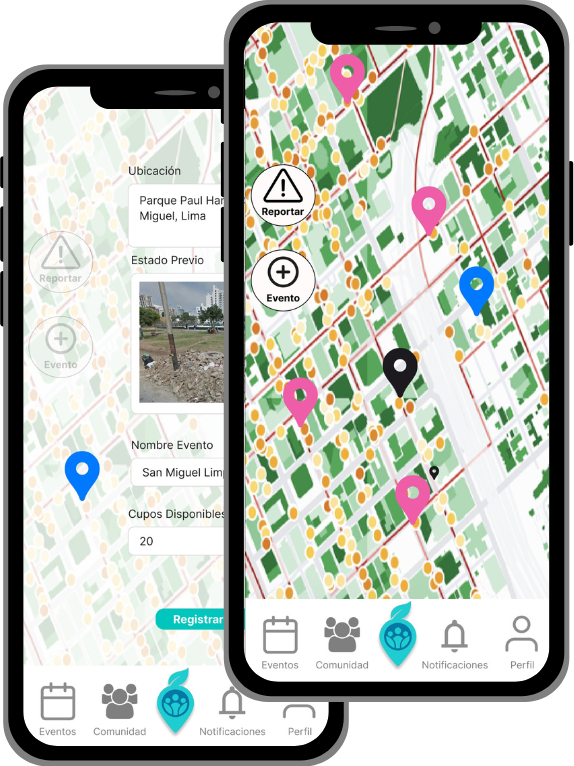 Ubicación
Parque Paul Har
Miguel, Lima
Estado Previo
Reportar
Evento
Nombre Evento
San Miguel Lim
Cupos Disponibles
20
Registrar
Eventos
Comunidad
Notificaciones
Perfil
Reportar
Evento
Eventos
Comunidad
Notificaciones
Perfil